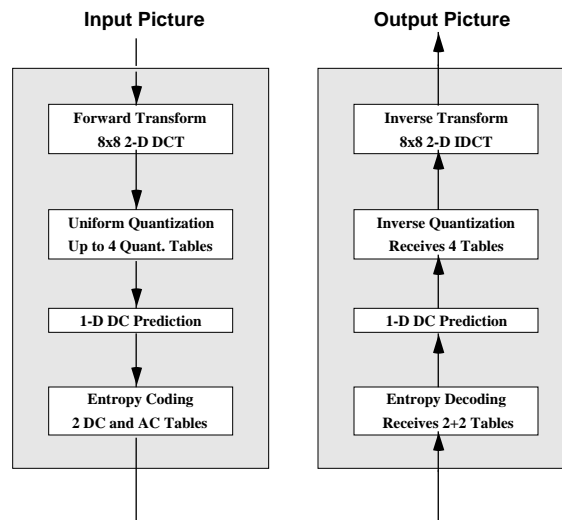 Input Picture
Forward Transform
8x8 2-D DCT
Uniform Quantization
Up to 4 Quant. Tables
1-D DC Prediction
Entropy Coding
2 DC and AC Tables
Output Picture
Inverse Transform
8x8 2-D IDCT
Inverse Quantization
Receives 4 Tables
1-D DC Prediction
Entropy Decoding
Receives 2+2 Tables